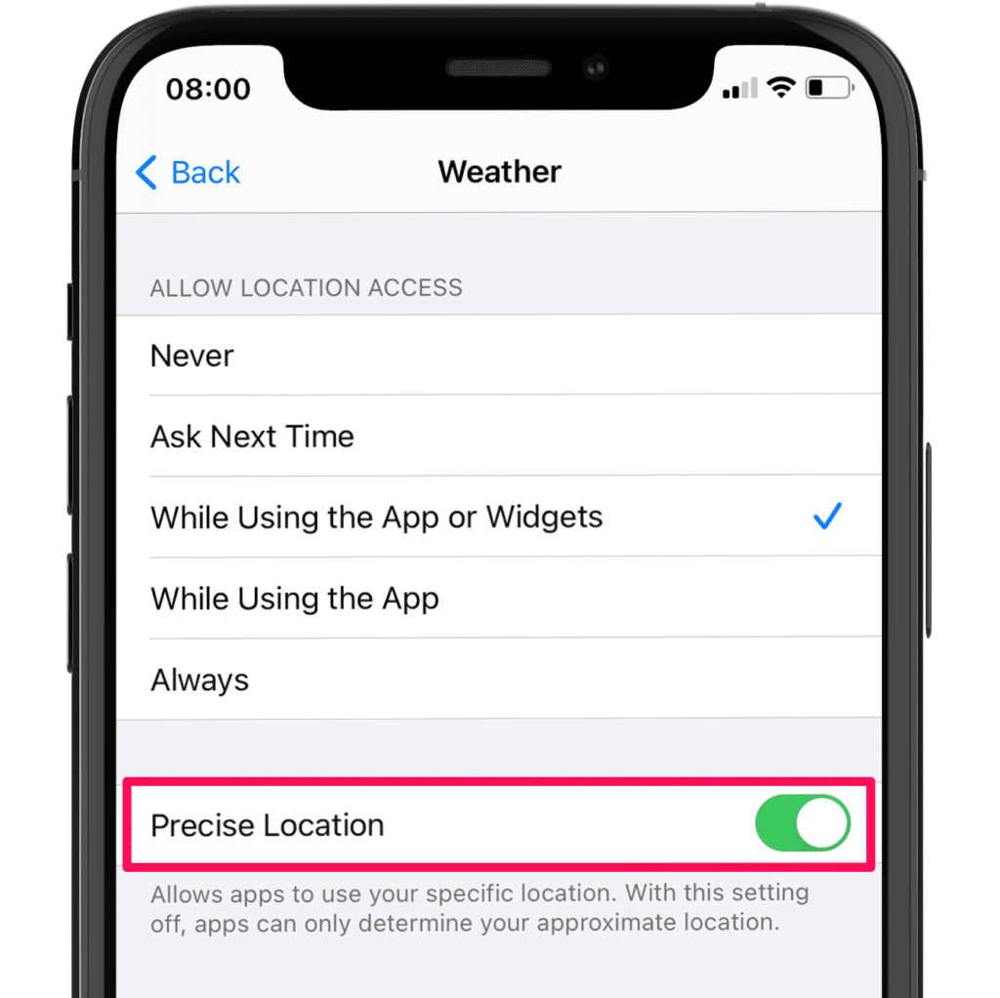 08:00
Back
Weather
ALLOW LOCATION ACCESS
Never
Ask Next Time
While Using the App or Widgets
While Using the App
Always
Precise Location
Allows apps to use your specific location. With this setting
off, apps can only determine your approximate location.